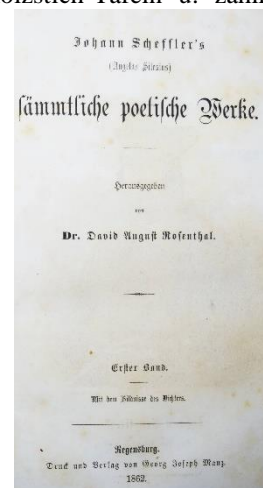 Johann Scheffler's
(Angelus Silesius)
sämmtliche poetische Werke.
Herausgegeben
von
Dr. David August Rosenthal.
Erster Band.
Mit dem Bildnisse des Dichters.
Regensburg.
Druck und Verlag von Georg Joseph Manz.
1862.